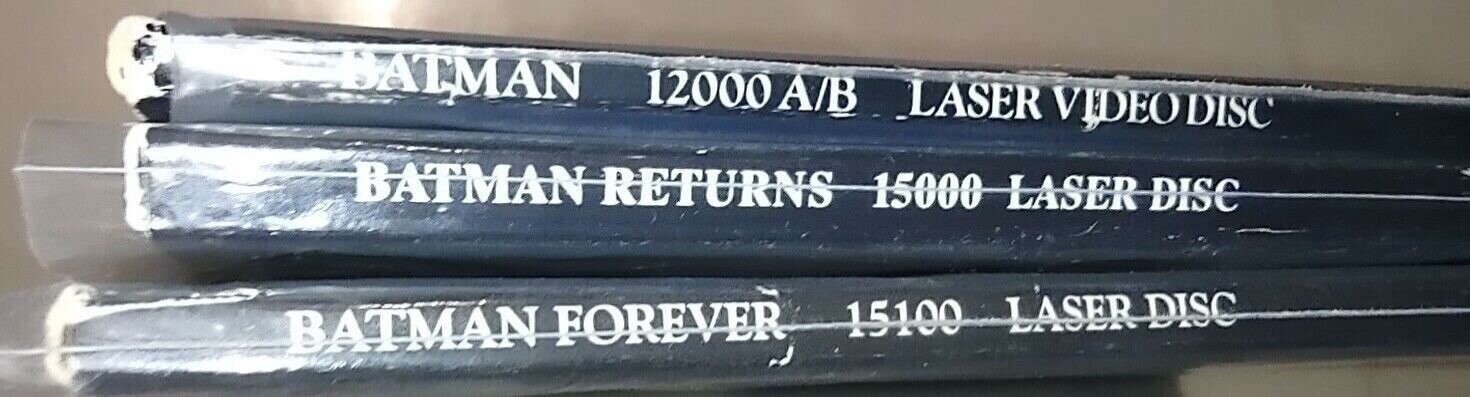 BATMAN 12000 A/B LASER VIDEO DISC
BATMAN RETURNS 15000 LASER DISC
BATMAN FOREVER 15100 LASER DISC